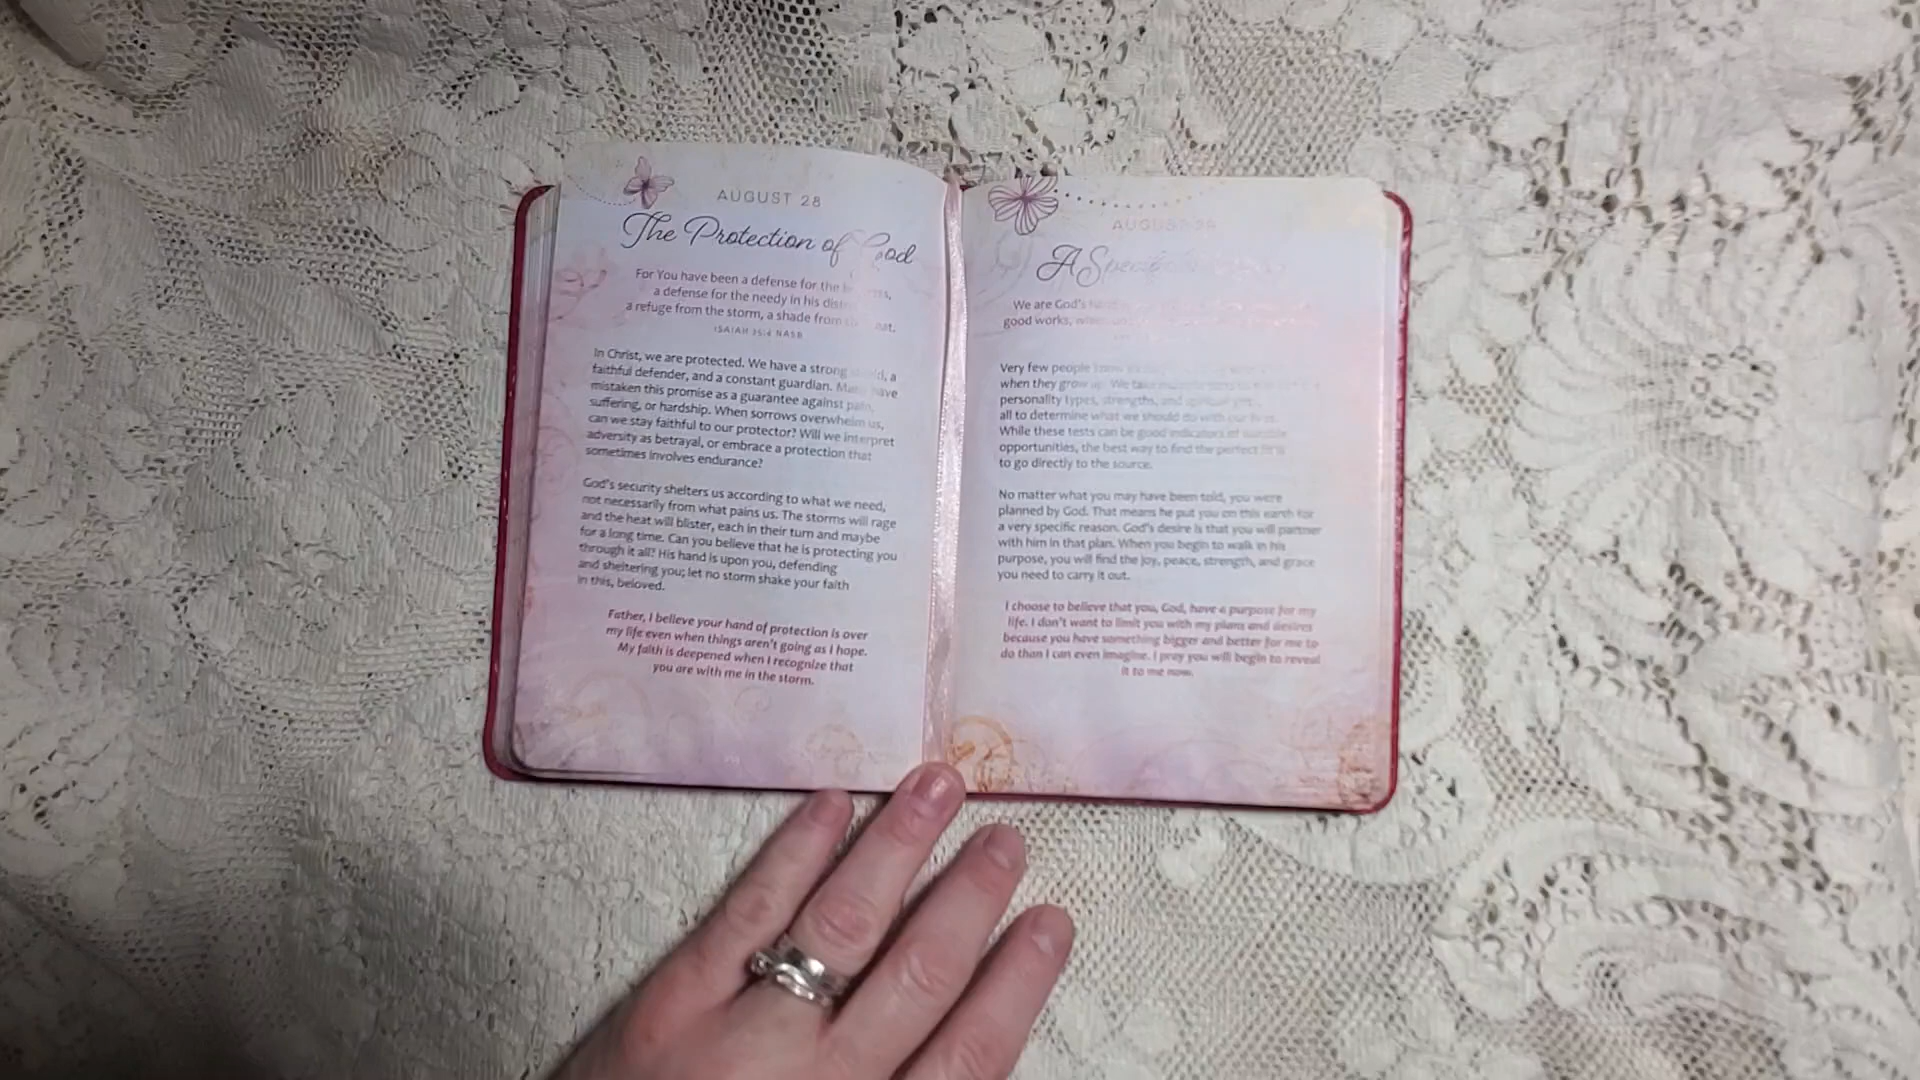 AUGUST 28
The Protection of God
For You have been a defense for the
a defense for the needy in his
a refuge from the storm, a shade from
ISAIAH 25:4 NASB
In Christ, we are protected. We have a strong a
faithful defender, and a constant guardian. have
mistaken this promise as a guarantee against pain,
suffering, or hardship. When sorrows overwhelm us,
can we stay faithful to our protector? Will we interpret
adversity as betrayal, or embrace a protection that
sometimes involves endurance?
God's security shelters us according to what we need,
not necessarily from what pains us. The storms will rage
and the heat will blister, each in their turn and maybe
for a long time. Can you believe that he is protecting you
through it all? His hand is upon you, defending
and sheltering you; let no storm shake your faith
in this, beloved.
Father, I believe your hand of protection is over
my life even when things aren't going as I hope.
My faith is deepened when I recognize that
you are with me in the storm.
AUGUST
A
We are God's
good works,
Very few people
when they grow up. We take
personality types, strengths, and
all to determine what we should do with our lives.
While these tests can be good indicators of
opportunities, the best way to find the perfect
to go directly to the source.
No matter what you may have been told, you were
planned by God. That means he put you on this earth for
a very specific reason. God's desire is that you will partner
with him in that plan. When you begin to walk in his
purpose, you will find the joy, peace, strength, and grace
you need to carry it out.
I choose to believe that you, God, have a purpose for my
life. I don't want to limit you with my plans and desires
because you have something bigger and better for me to
do than I can even imagine. I pray you will begin to reveal
it to me now.